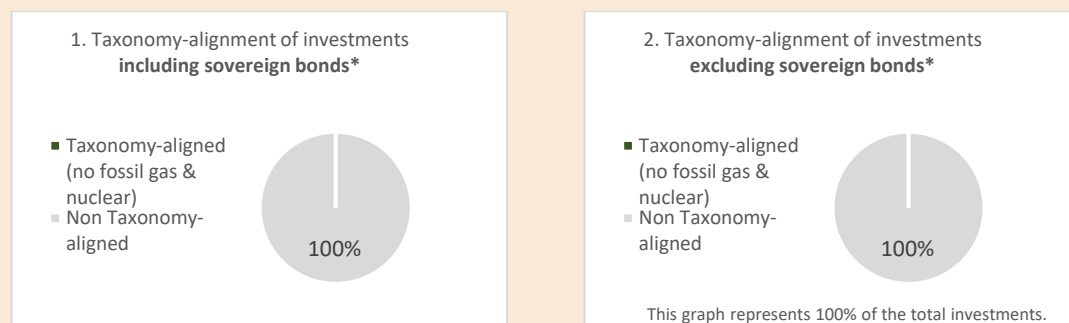 1. Taxonomy-alignment of investments
including sovereign bonds*
Taxonomy-aligned
(no fossil gas &
nuclear)
Non Taxonomy-
aligned
100%
2. Taxonomy-alignment of investments
excluding sovereign bonds*
Taxonomy-aligned
(no fossil gas &
nuclear)
Non Taxonomy-
aligned
100%
This graph represents 100% of the total investments.